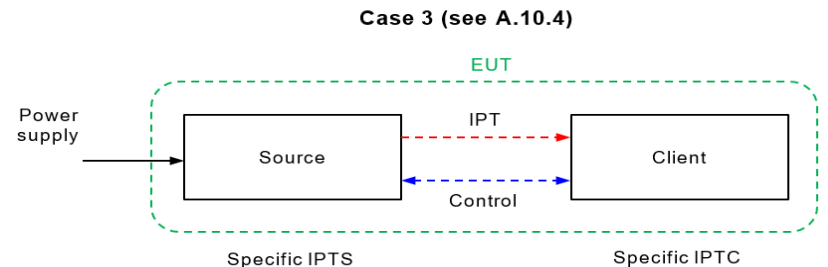 Case 3 (see A.10.4)
EUT
Power
supply
IPT
Source
Client
Control
Specific IPTS
Specific IPTC